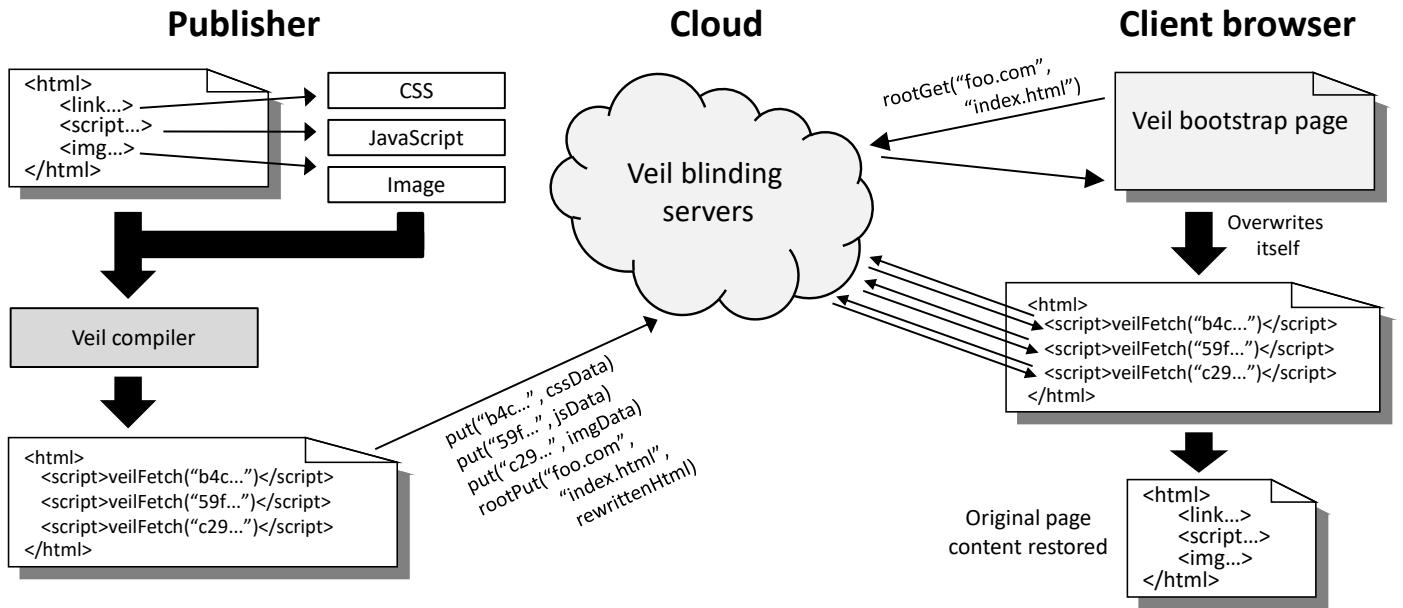 Publisher
<html>
<link...>
<script...>
<img...>
</html>
CSS
JavaScript
Image
Veil compiler
<html>
<script>veilFetch(“b4c...”)</script>
<script>veilFetch(“59f...”)</script>
<script>veilFetch(“c29...”)</script>
</html>
put(“b4c...”, cssData)
put(“59f...”, jsData)
put(“c29...”, imgData)
rootPut(“foo.com”,
“index.html”,
rewrittenHtml)
Cloud
Veil blinding
servers
Client browser
rootGet(“foo.com”,
“index.html”)
Veil bootstrap page
Overwrites
itself
<html>
<script>veilFetch(“b4c...”)</script>
<script>veilFetch(“59f...”)</script>
<script>veilFetch(“c29...”)</script>
</html>
Original page
content restored
<html>
<link...>
<script...>
<img...>
</html>